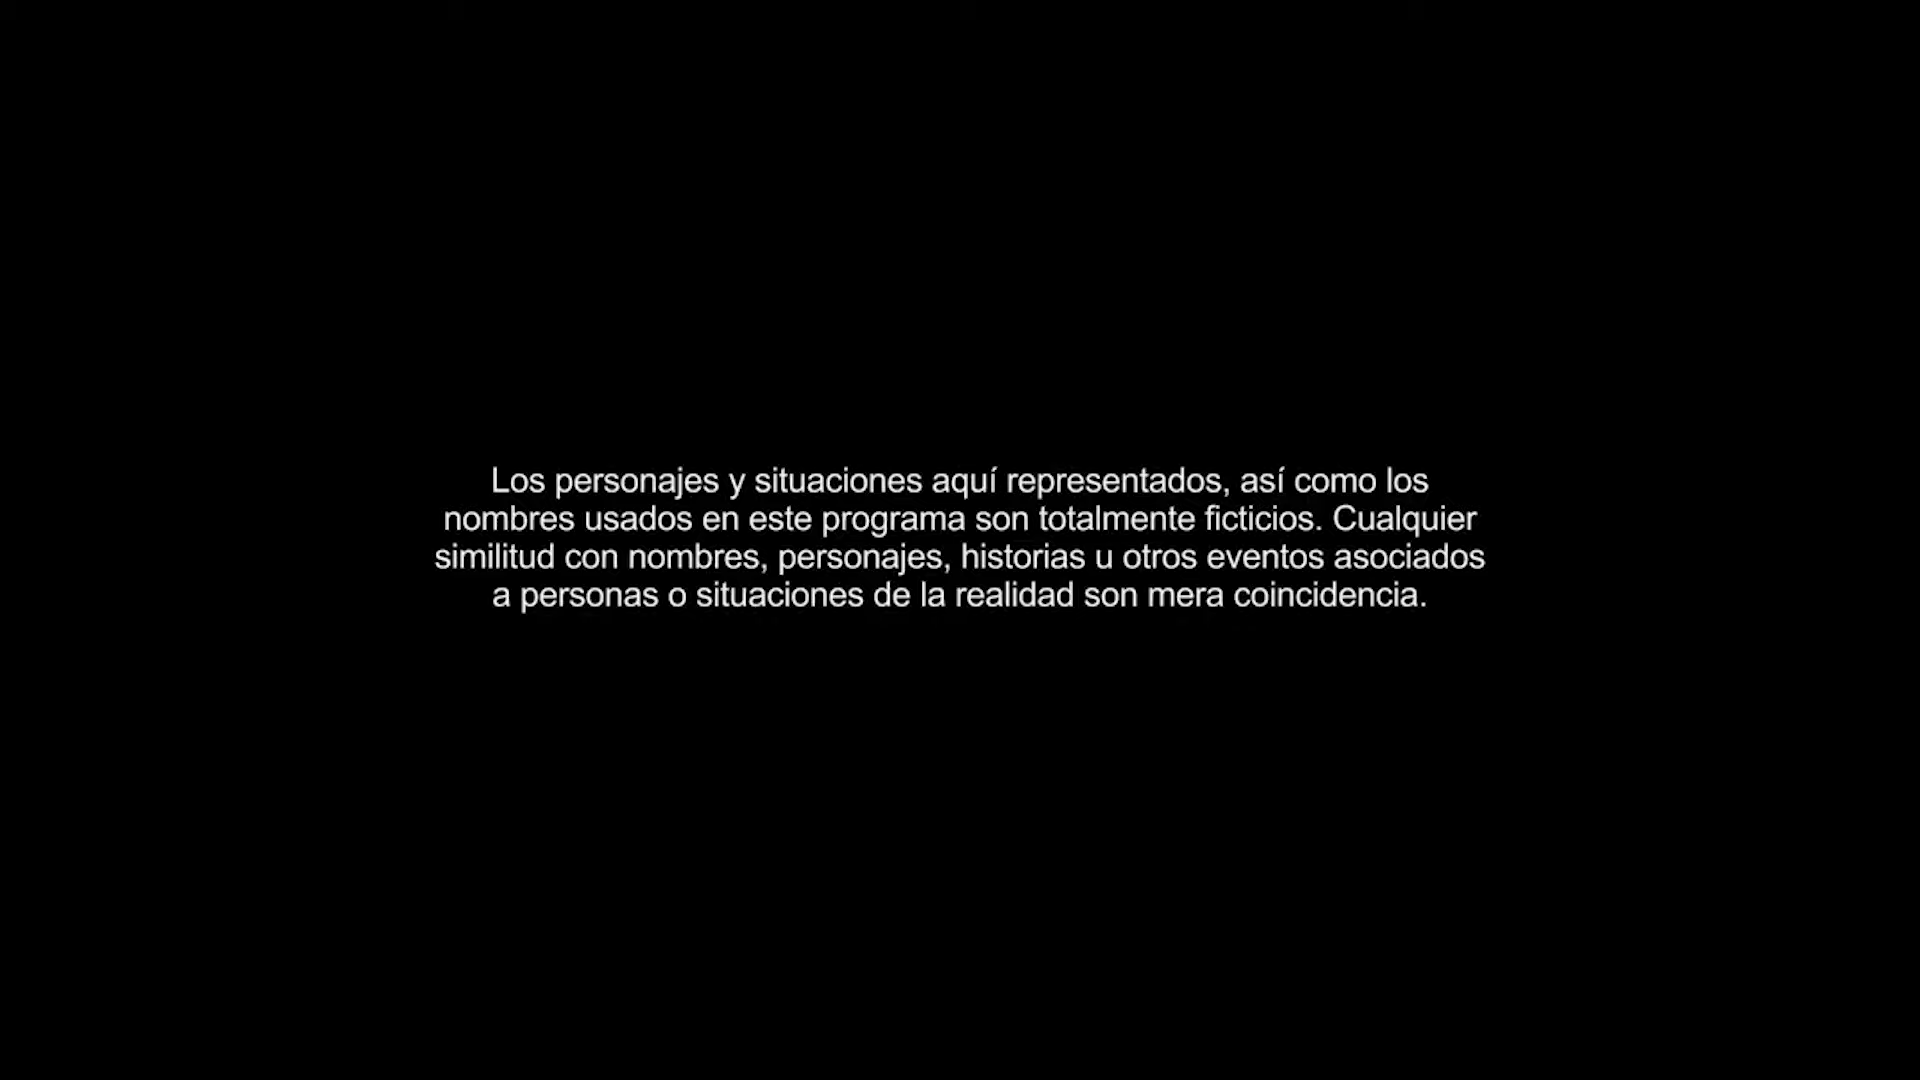 Los personajes y situaciones aquí representados, así como los
nombres usados en este programa son totalmente ficticios. Cualquier
similitud con nombres, personajes, historias u otros eventos asociados
a personas o situaciones de la realidad son mera coincidencia.